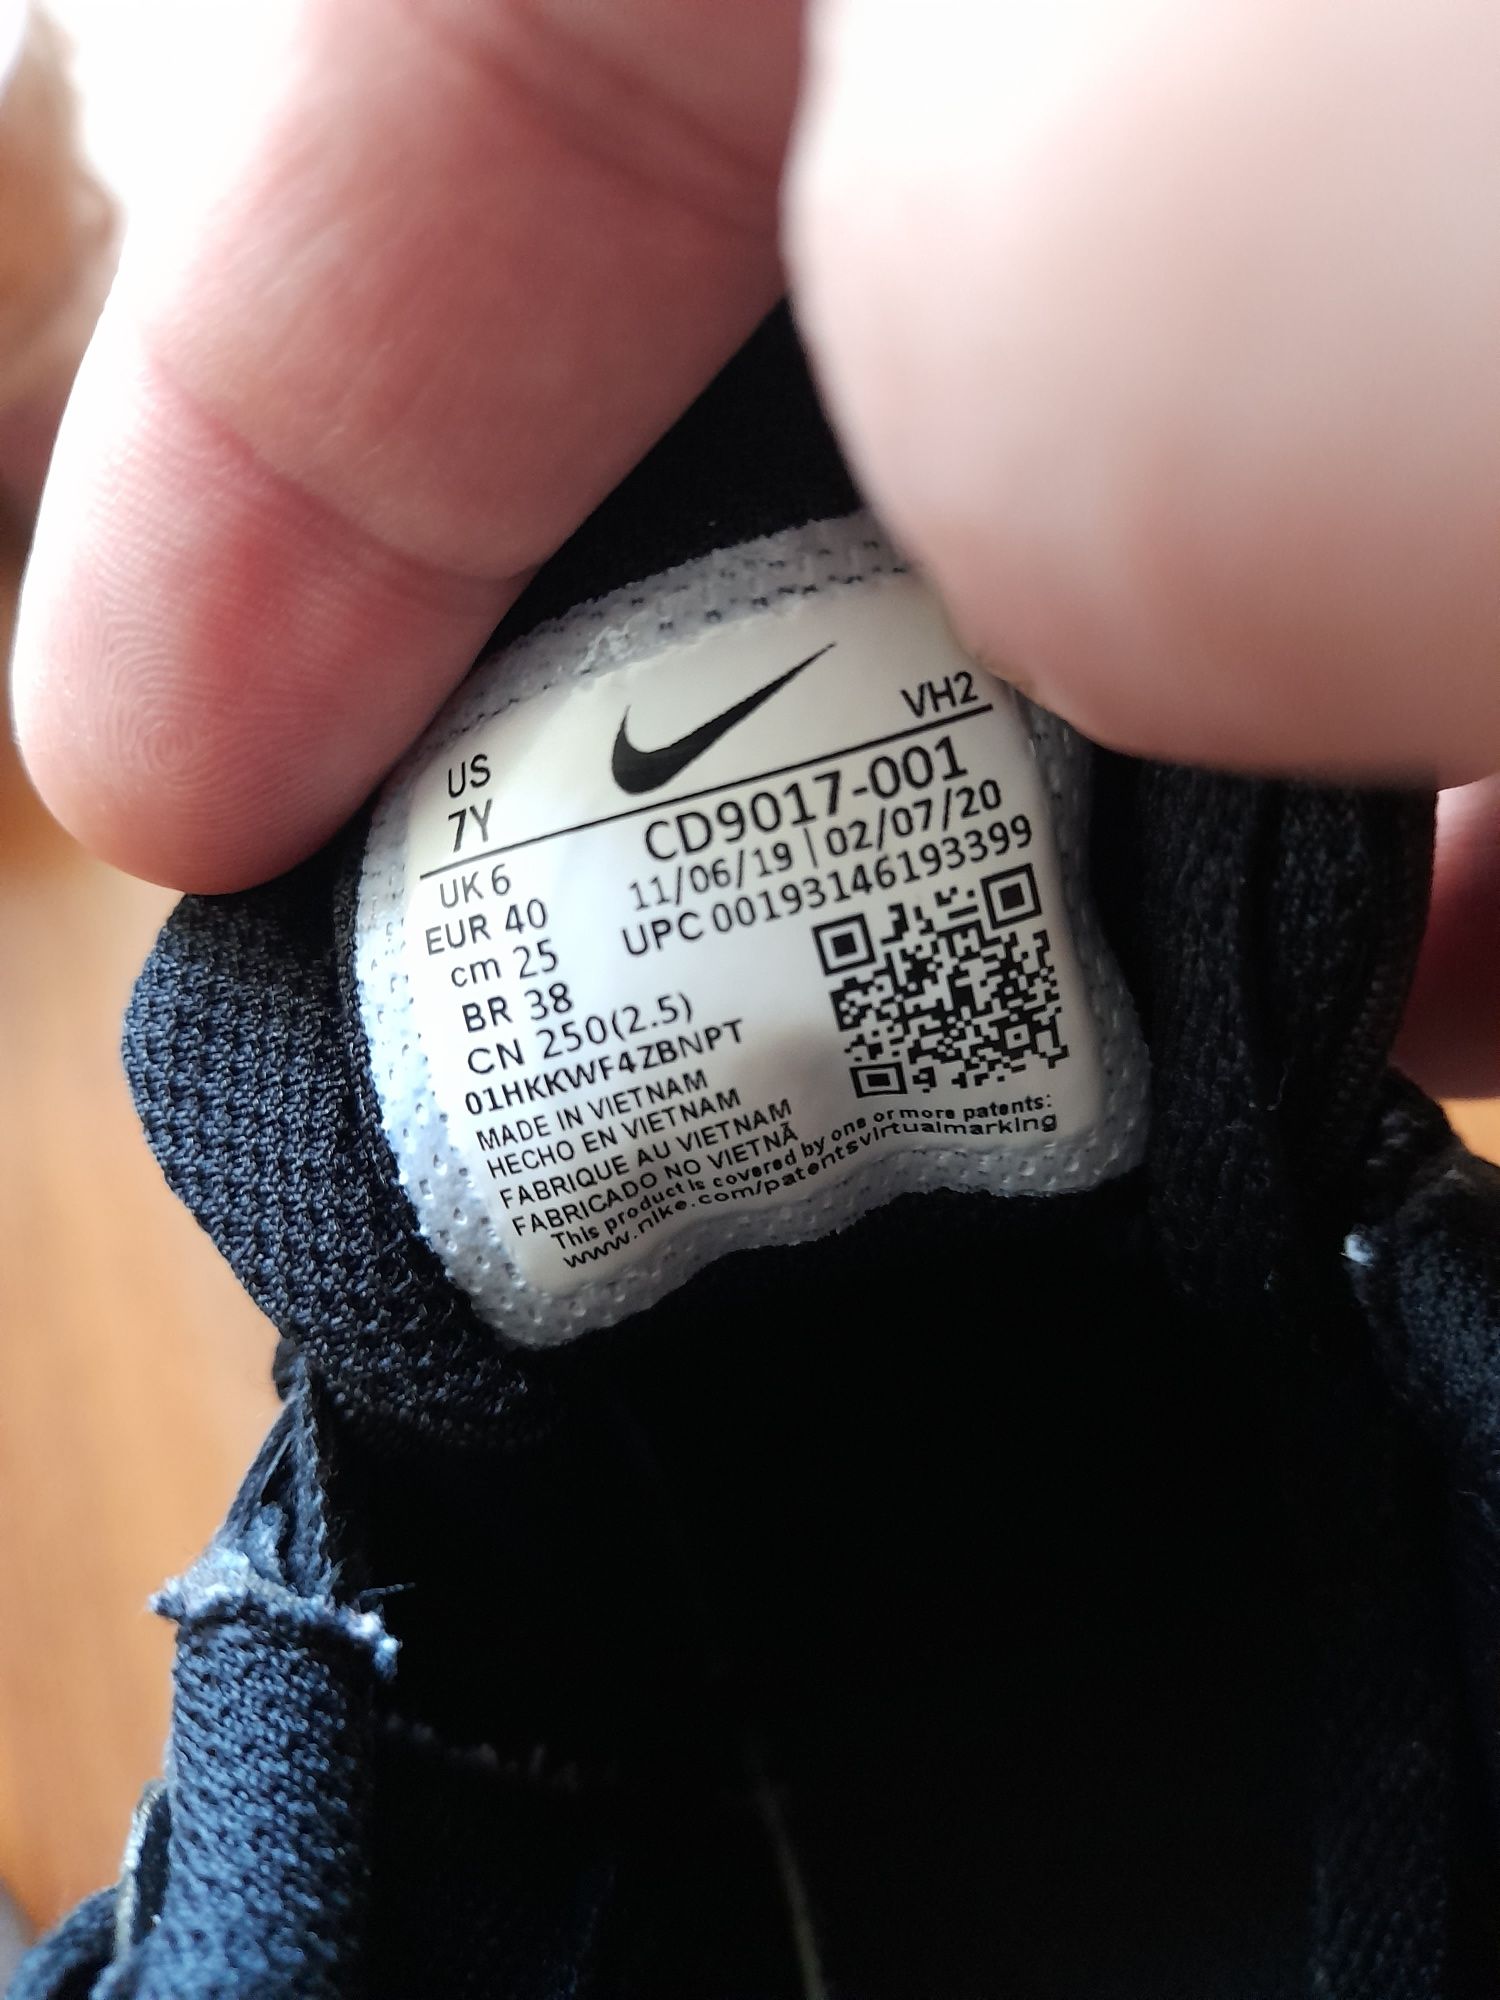 VH2
US
7Y
CD9017-001
11/06/19 | 02/07/20
UPC 00193146193399
UK 6
EUR 40
cm 25
BR 38
CN 250(2.5)
01HKKWF4ZBNPT
MADE IN VIETNAM
HECHO EN VIETNAM
FABRIQUE AU VIETNAM
FABRICADO NO VIETNÃ
This product is covered by one or more patents:
www.nike.com/patentsvirtualmarking